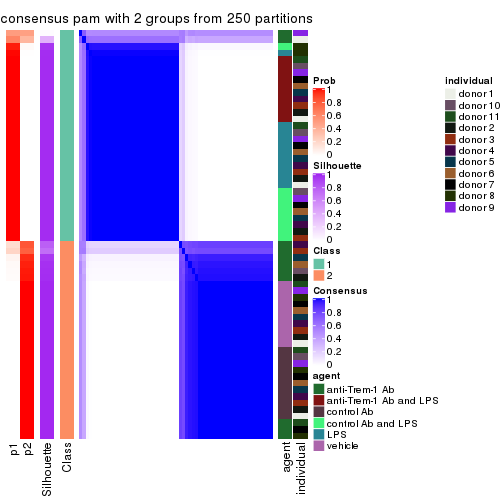 consensus pam with 2 groups from 250 partitions
p1
p2
Silhouette
Class
agent
individual
Prob
1
0.8
0.6
0.4
0.2
0
Silhouette
1
0.8
0.6
0.4
0.2
0
Class
1
2
Consensus
1
0.8
0.6
0.4
0.2
0
agent
anti-Trem-1 Ab
anti-Trem-1 Ab and LPS
control Ab
control Ab and LPS
LPS
vehicle
individual
donor 1
donor 10
donor 11
donor 2
donor 3
donor 4
donor 5
donor 6
donor 7
donor 8
donor 9